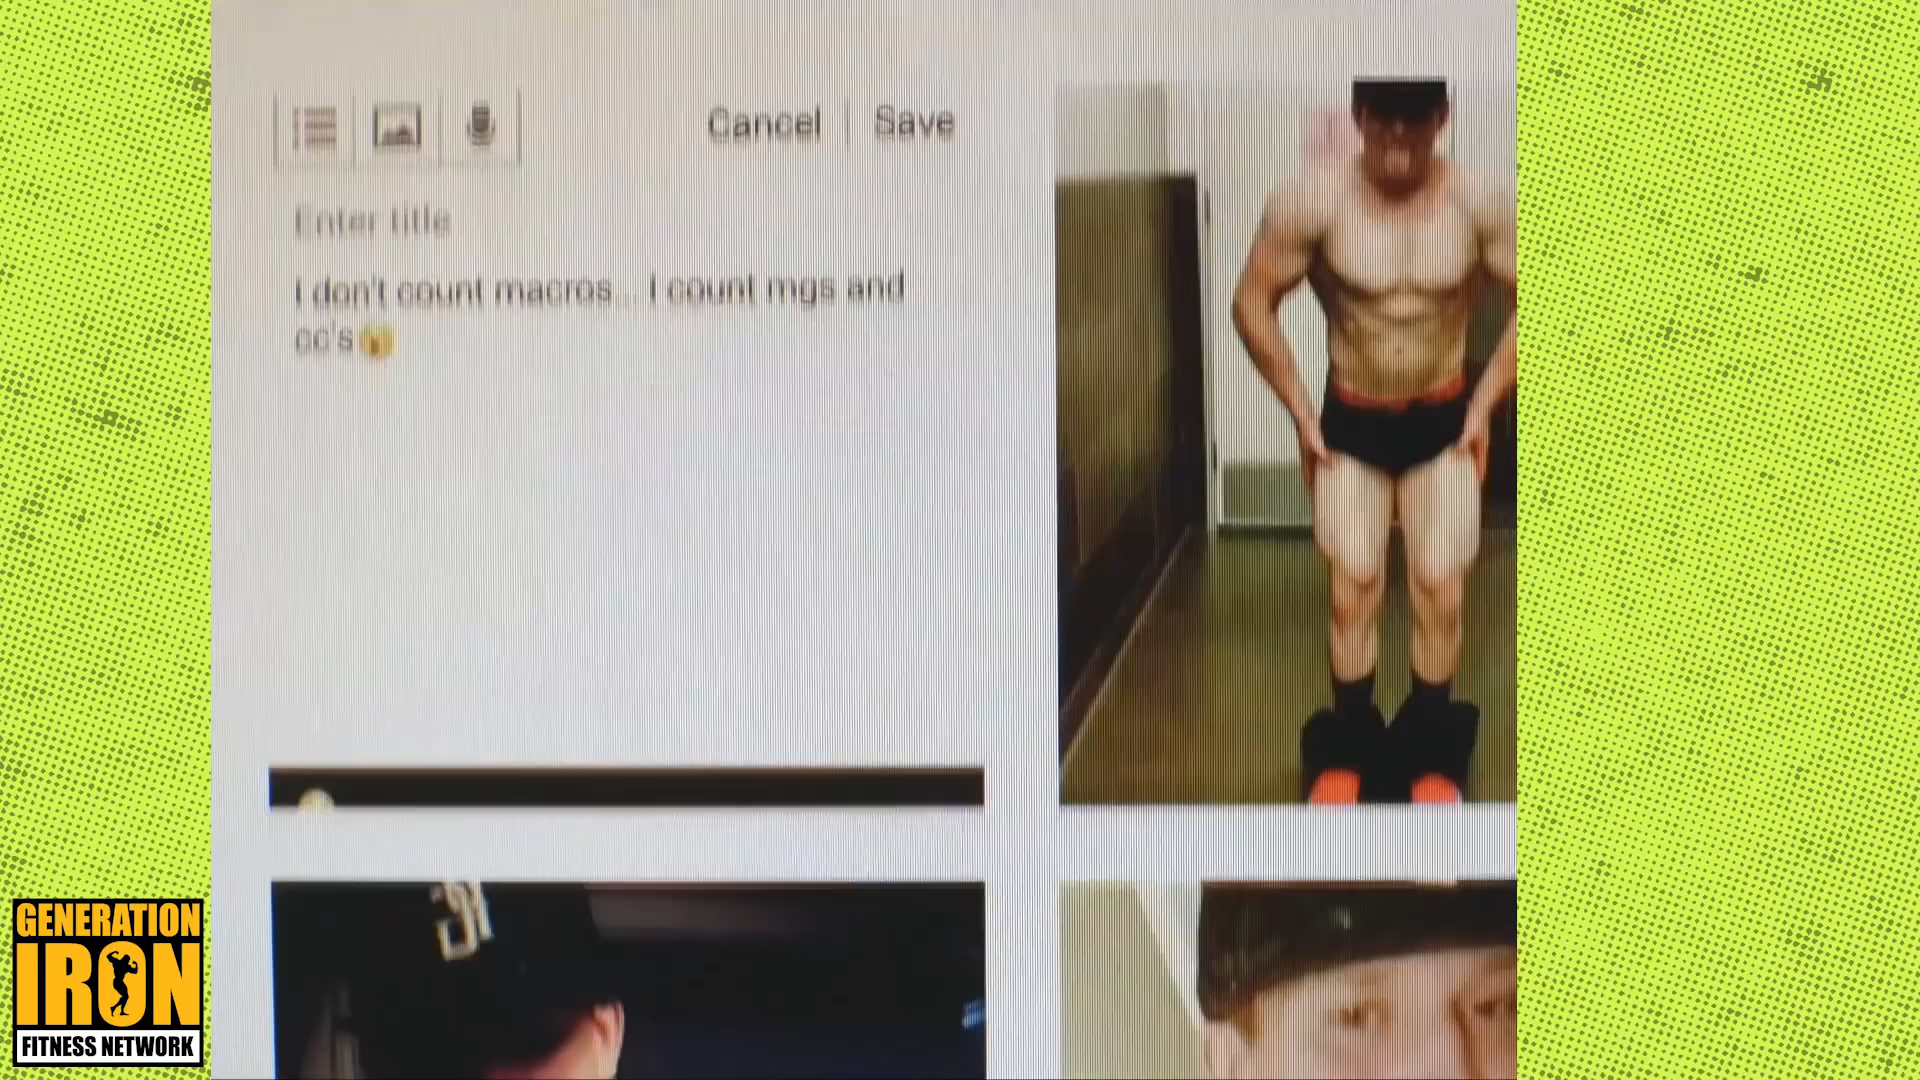 Cancel | Save
Enter title
I don't count macros... I count mgs and
cc's🫢
GENERATION
IRON
FITNESS NETWORK